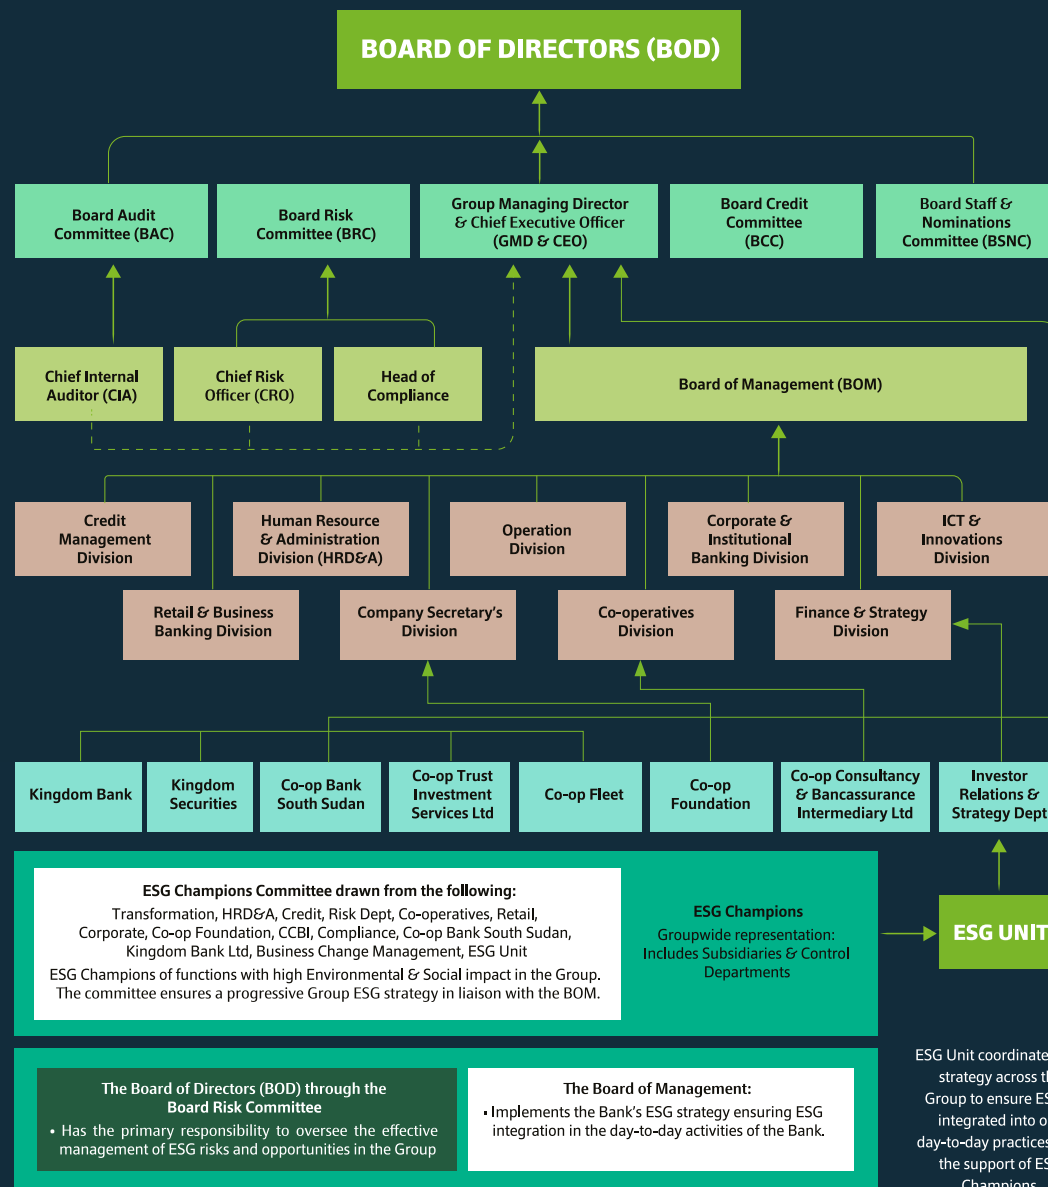 BOARD OF DIRECTORS (BOD)
Board Audit
Committee (BAC)
Board Risk
Committee (BRC)
Group Managing Director
& Chief Executive Officer
(GMD & CEO)
Board Credit
Committee
(BCC)
Board Staff &
Nominations
Committee (BSNC)
Chief Internal
Auditor (CIA)
Chief Risk
Officer (CRO)
Head of
Compliance
Board of Management (BOM)
Credit
Management
Division
Human Resource
& Administration
Division (HRD&A)
Operation
Division
Corporate &
Institutional
Banking Division
ICT &
Innovations
Division
Retail & Business
Banking Division
Company Secretary's
Division
Co-operatives
Division
Finance & Strategy
Division
Kingdom Bank
Kingdom
Securities
Co-op Bank
South Sudan
Co-op Trust
Investment
Services Ltd
Co-op Fleet
Co-op
Foundation
Co-op Consultancy
& Bancassurance
Intermediary Ltd
Investor
Relations &
Strategy Dept
ESG Champions Committee drawn from the following:
Transformation, HRD&A, Credit, Risk Dept, Co-operatives, Retail,
Corporate, Co-op Foundation, CCBI, Compliance, Co-op Bank South Sudan,
Kingdom Bank Ltd, Business Change Management, ESG Unit
ESG Champions of functions with high Environmental & Social impact in the Group.
The committee ensures a progressive Group ESG strategy in liaison with the BOM.
ESG Champions
Groupwide representation:
Includes Subsidiaries & Control
Departments
ESG UNIT
The Board of Directors (BOD) through the
Board Risk Committee
• Has the primary responsibility to oversee the effective
management of ESG risks and opportunities in the Group
The Board of Management:
▪ Implements the Bank's ESG strategy ensuring ESG
integration in the day-to-day activities of the Bank.
ESG Unit coordinate
strategy across
Group to ensure
integrated into
day-to-day practices
the support of
Champions